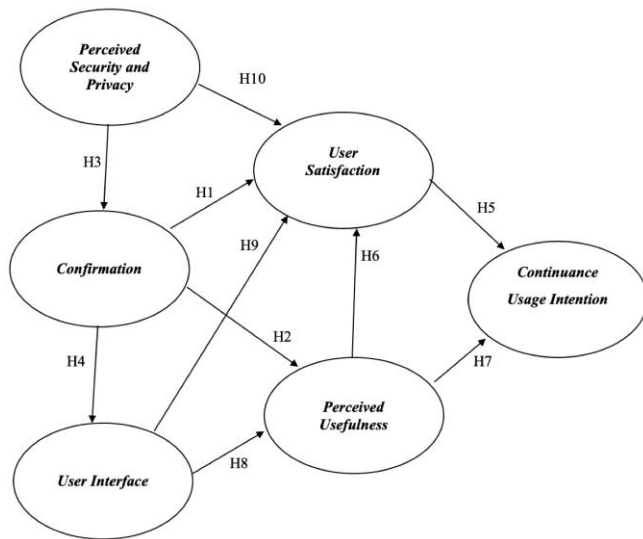 Perceived
Security and
Privacy
H10
User
Satisfaction
H3
H1
H5
H9
H6
Confirmation
Continuance
Usage Intention
H2
H4
H7
Perceived
Usefulness
H8
User Interface